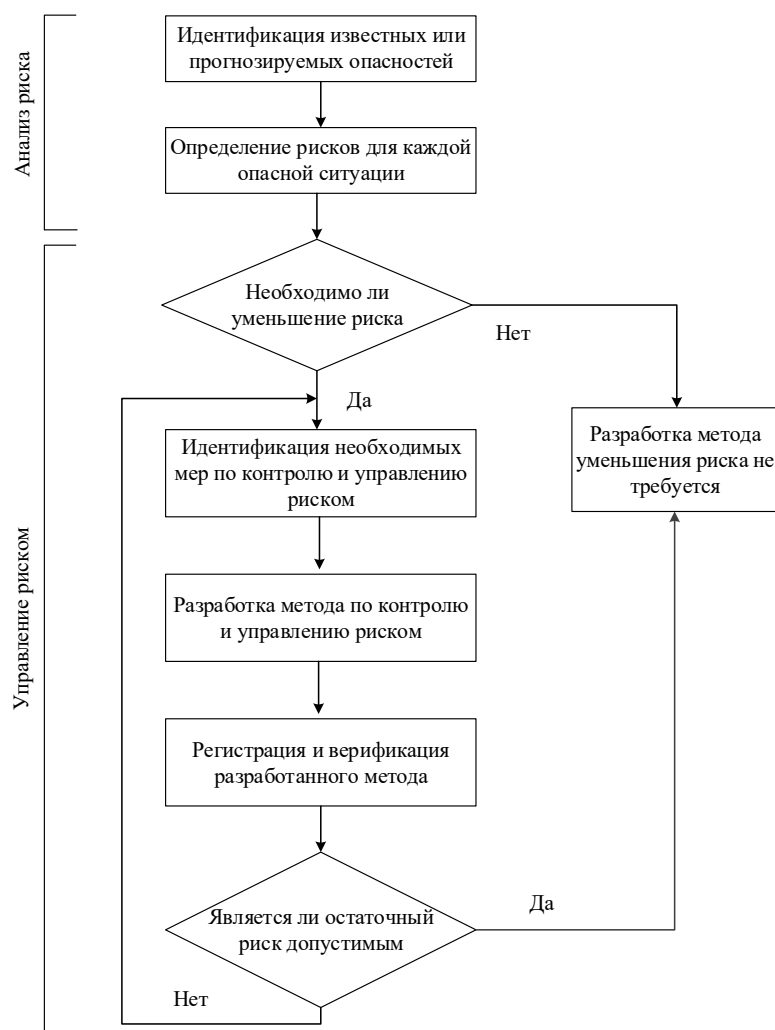 Анализ риска
Идентификация известных или
прогнозируемых опасностей
Определение рисков для каждой
опасной ситуации
Управление риском
Необходимо ли
уменьшение риска
Нет
Да
Разработка метода
уменьшения риска не
требуется
Идентификация необходимых
мер по контролю и управлению
риском
Разработка метода по контролю
и управлению риском
Регистрация и верификация
разработанного метода
Является ли остаточный
риск допустимым
Да
Нет